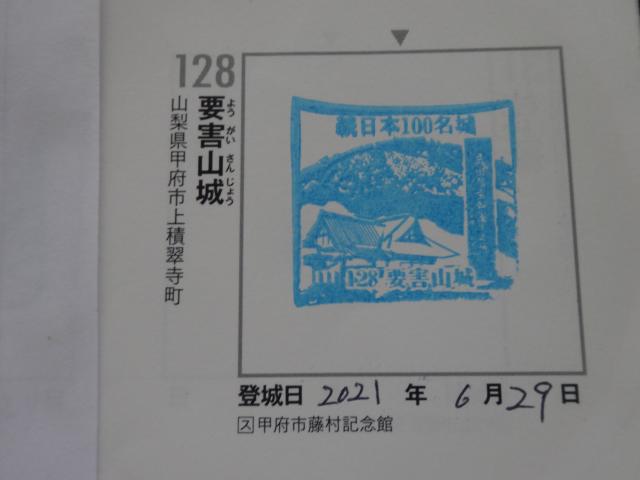 128
要害山城
ようがいさんじょう
山梨県甲府市上積翠寺町
続日本100名城
128 要害山城
登城日 2021 年 6 月 29 日
ス 甲府市藤村記念館